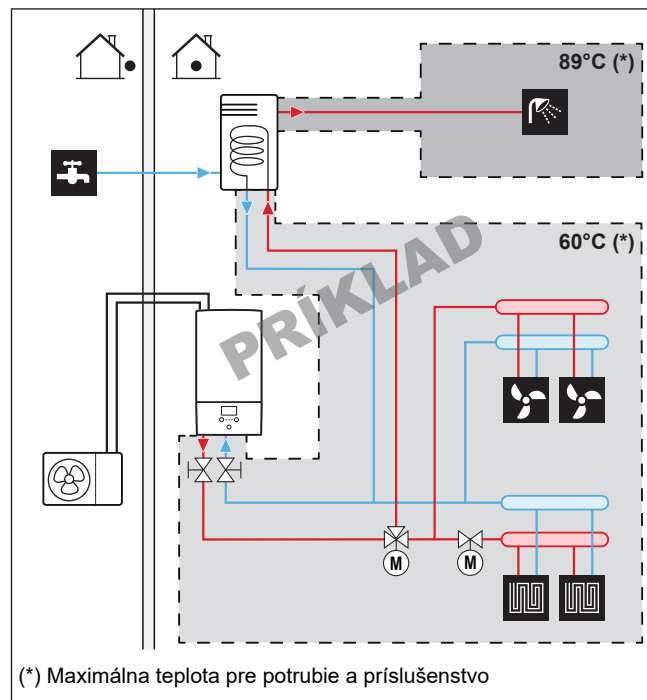 89°C (*)
60°C (*)
PRÍKLAD
M
M
(*) Maximálna teplota pre potrubie a príslušenstvo